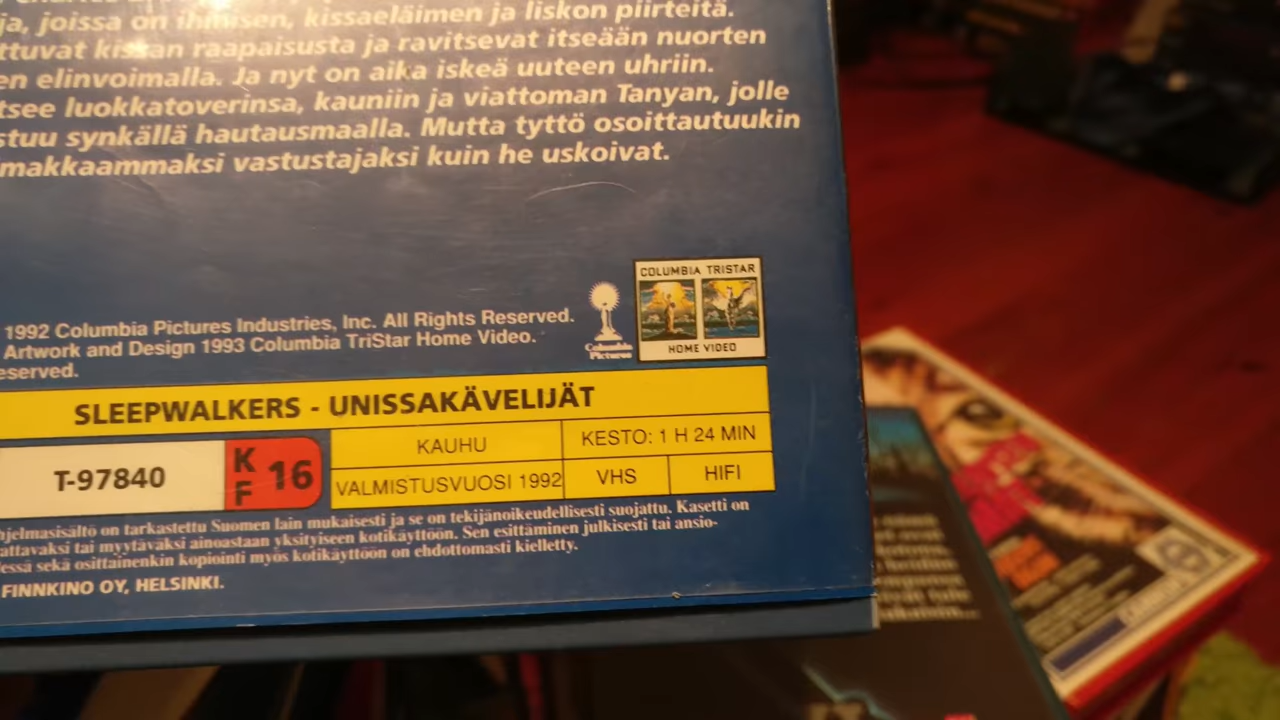 ja, joissa on ihmisen, kissaeläimen ja liskon piirteitä.
ttuvat kissan raapaisusta ja ravitsevat itseään nuorten
en elinvoimalla. Ja nyt on aika iskeä uuteen uhriin.
tsee luokkatoverinsa, kauniin ja viattoman Tanyan, jolle
stuu synkällä hautausmaalla. Mutta tyttö osoittautuukin
makkaammaksi vastustajaksi kuin he uskoivat.
COLUMBIA TRISTAR
HOME VIDEO
Columbia
Pictures
1992 Columbia Pictures Industries, Inc. All Rights Reserved.
Artwork and Design 1993 Columbia TriStar Home Video.
eserved.
SLEEPWALKERS - UNISSAKÄVELIJÄT
T-97840
K
F
16
KAUHU
KESTO: 1 H 24 MIN
VALMISTUSVUOSI 1992
VHS
HIFI
hjelmasisältö on tarkastettu Suomen lain mukaisesti ja se on tekijänoikeudellisesti suojattu. Kasetti on
attavaksi tai myytäväksi ainoastaan yksityiseen kotikäyttöön. Sen esittäminen julkisesti tai ansio-
essä sekä osittainenkin kopiointi myös kotikäyttöön on ehdottomasti kielletty.
FINNKINO OY, HELSINKI.